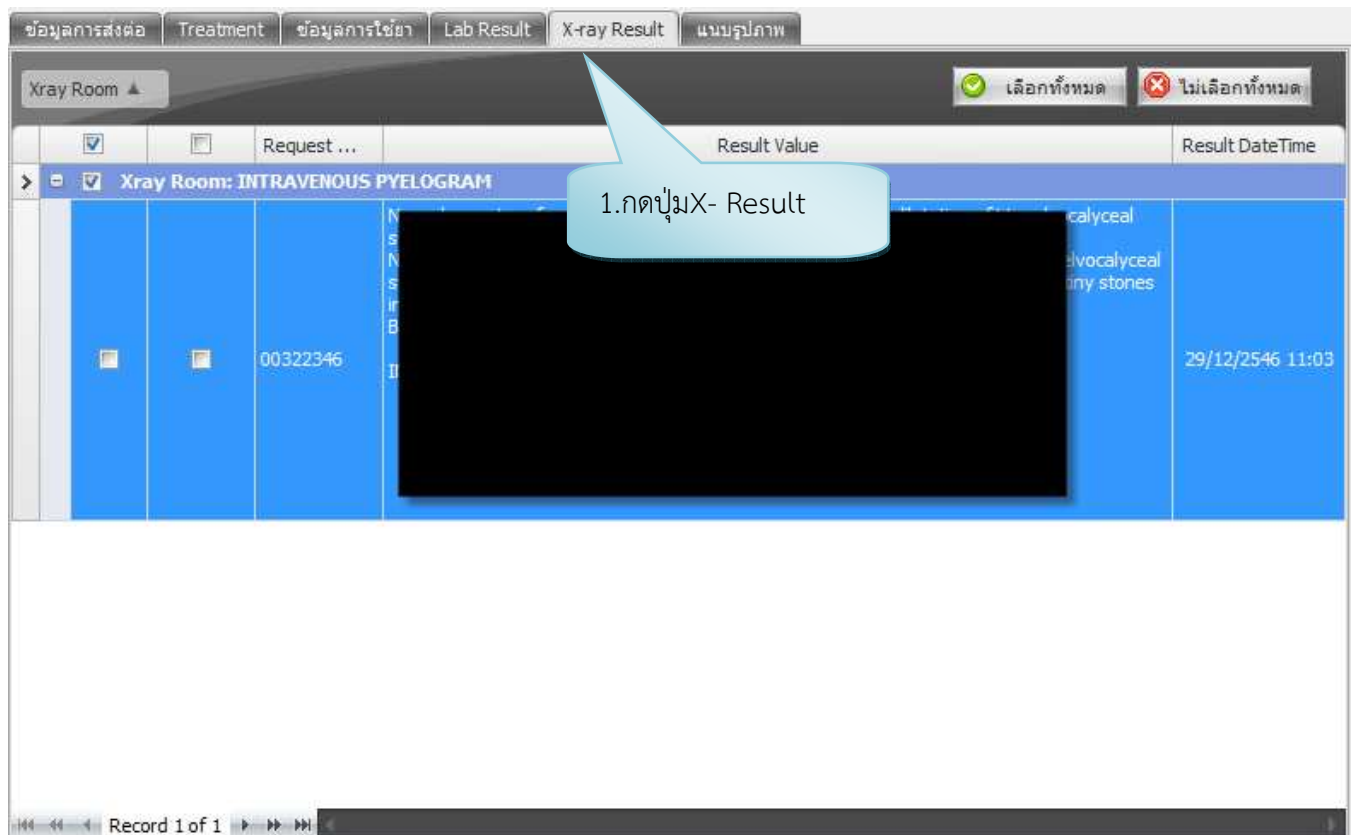 ข้อมูลการส่งต่อ Treatment ข้อมูลการใช้ยา Lab Result X-ray Result แนบรูปภาพ
Xray Room เลือกทั้งหมด ไม่เลือกทั้งหมด
Request ... Result Value Result DateTime
Xray Room: INTRAVENOUS PYELOGRAM
1.กดปุ่มX- Result
calyceal
elvocalyceal
tiny stones
00322346 29/12/2546 11:03
Record 1 of 1